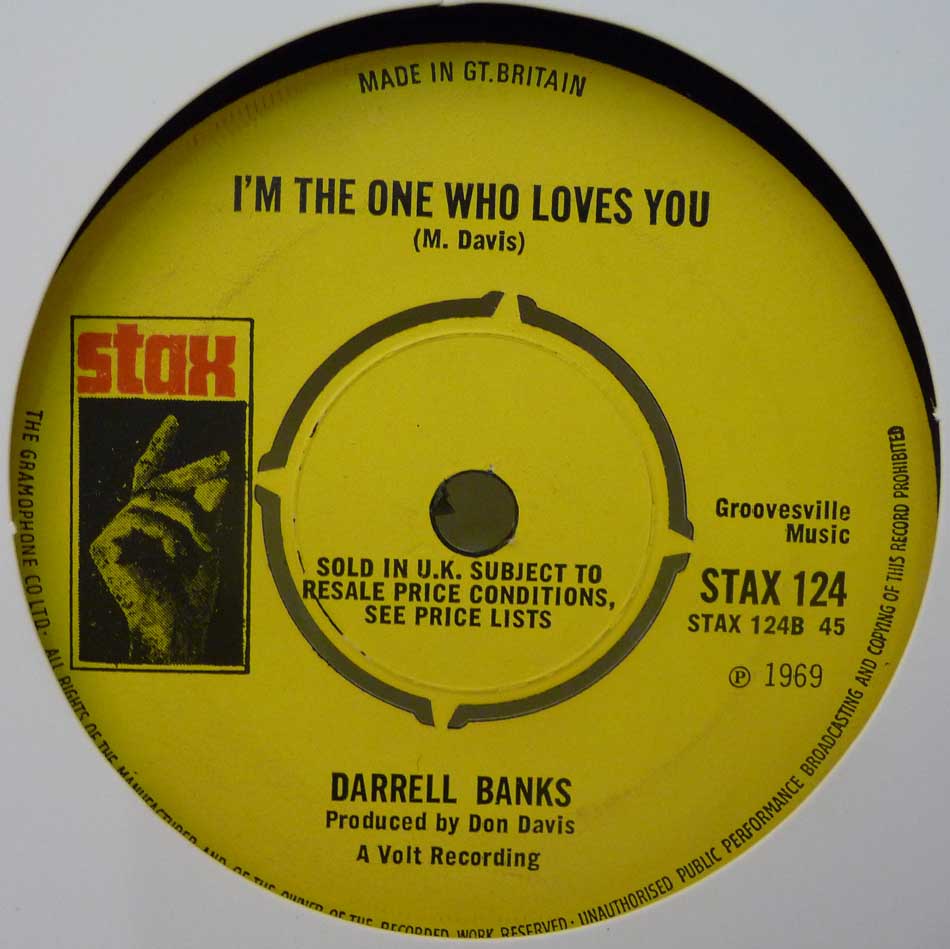 MADE IN GT.BRITAIN
I'M THE ONE WHO LOVES YOU
(M. Davis)
stax
SOLD IN U.K. SUBJECT TO
RESALE PRICE CONDITIONS,
SEE PRICE LISTS
Groovesville
Music
STAX 124
STAX 124B 45
℗ 1969
DARRELL BANKS
Produced by Don Davis
A Volt Recording
THE GRAMOPHONE CO LTD· ALL RIGHTS OF THE MANUFACTURER AND OF THE OWNER OF THE RECORDED WORK RESERVED· UNAUTHORISED PUBLIC PERFORMANCE BROADCASTING AND COPYING OF THIS RECORD PROHIBITED